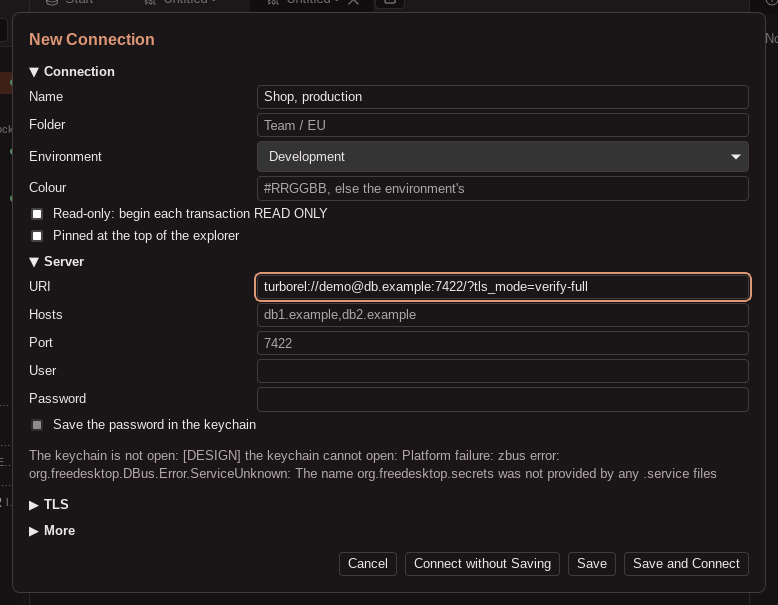 Start
Untitled
Untitled
New Connection
▼ Connection
Name Shop, production
Folder Team / EU
Environment Development
Colour #RRGGBB, else the environment's
Read-only: begin each transaction READ ONLY
Pinned at the top of the explorer
▼ Server
URI turborel://demo@db.example:7422/?tls_mode=verify-full
Hosts db1.example,db2.example
Port 7422
User
Password
Save the password in the keychain
The keychain is not open: [DESIGN] the keychain cannot open: Platform failure: zbus error:
org.freedesktop.DBus.Error.ServiceUnknown: The name org.freedesktop.secrets was not provided by any .service files
▶ TLS
▶ More
Cancel Connect without Saving Save Save and Connect